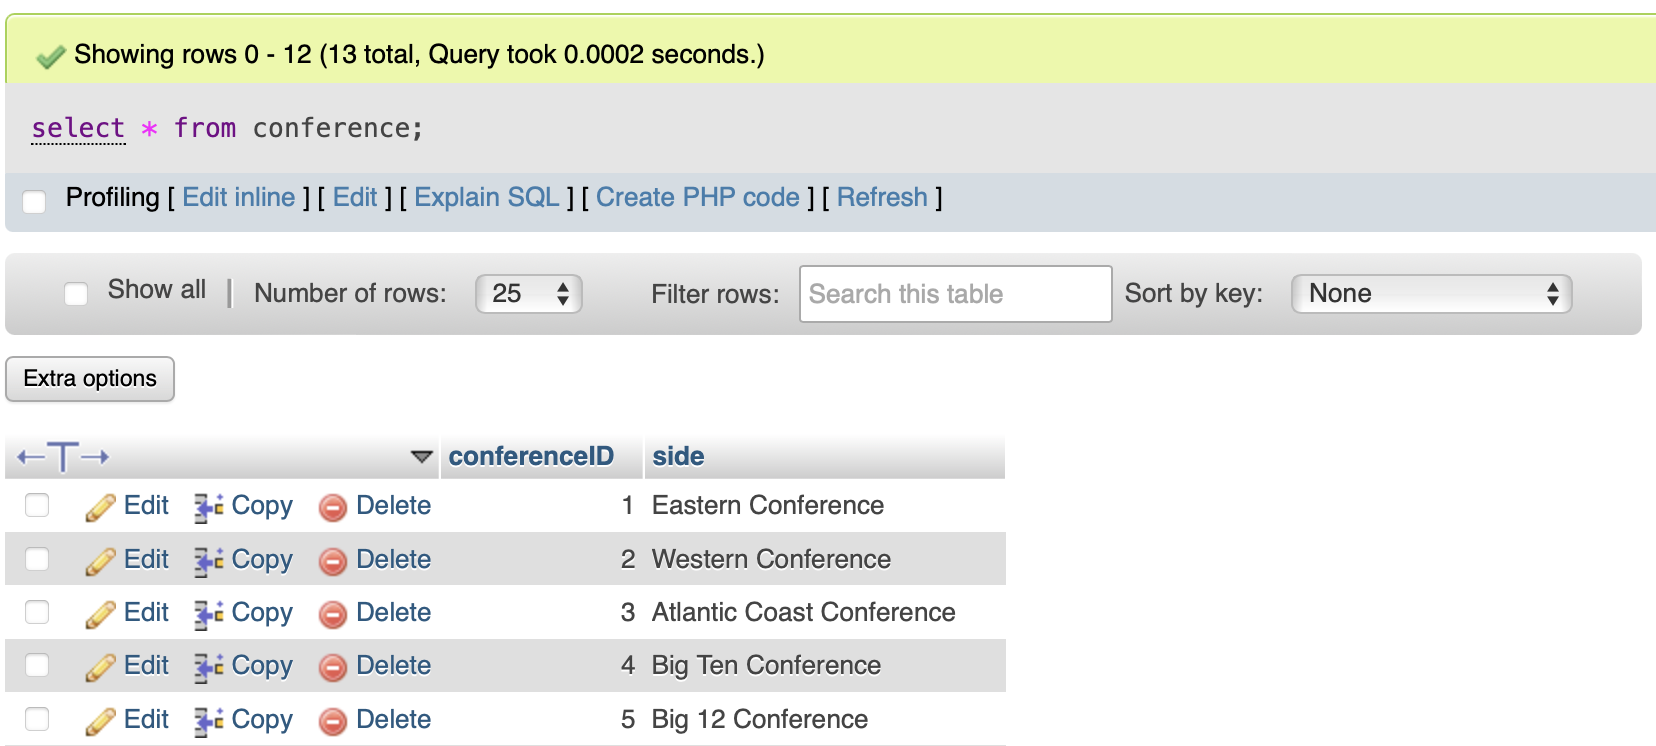 Showing rows 0 - 12 (13 total, Query took 0.0002 seconds.)
select * from conference;
Profiling [ Edit inline ] [ Edit ] [ Explain SQL ] [ Create PHP code ] [ Refresh ]
Show all | Number of rows: 25 Filter rows: Search this table Sort by key: None
Extra options
←T→ conferenceID side
Edit Copy Delete 1 Eastern Conference
Edit Copy Delete 2 Western Conference
Edit Copy Delete 3 Atlantic Coast Conference
Edit Copy Delete 4 Big Ten Conference
Edit Copy Delete 5 Big 12 Conference